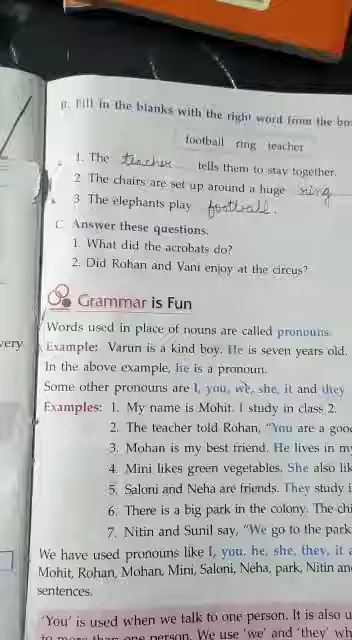 B. Fill in the blanks with the right word from the
football ring teacher
1. The teacher tells them to stay together.
2 The chairs are set up around a huge ring
3 The elephants play football.
C. Answer these questions.
1. What did the acrobats do?
2. Did Rohan and Vani enjoy at the circus?
Grammar is Fun
Words used in place of nouns are called pronouns.
very
Example: Varun is a kind boy. He is seven years old.
In the above example, he is a pronoun.
Some other pronouns are I, you, we, she, it and they
Examples: 1. My name is Mohit. I study in class 2.
2. The teacher told Rohan, "You are a
3. Mohan is my best friend. He lives in
4. Mini likes green vegetables. She also
5. Saloni and Neha are friends. They study
6. There is a big park in the colony. The
7. Nitin and Sunil say, "We go to the park
We have used pronouns like I, you, he, she, they, it
Mohit, Rohan, Mohan, Mini, Saloni, Neha, park, Nitin
sentences.
'You' is used when we talk to one person. It is also
to more than one person. We use 'we' and 'they'